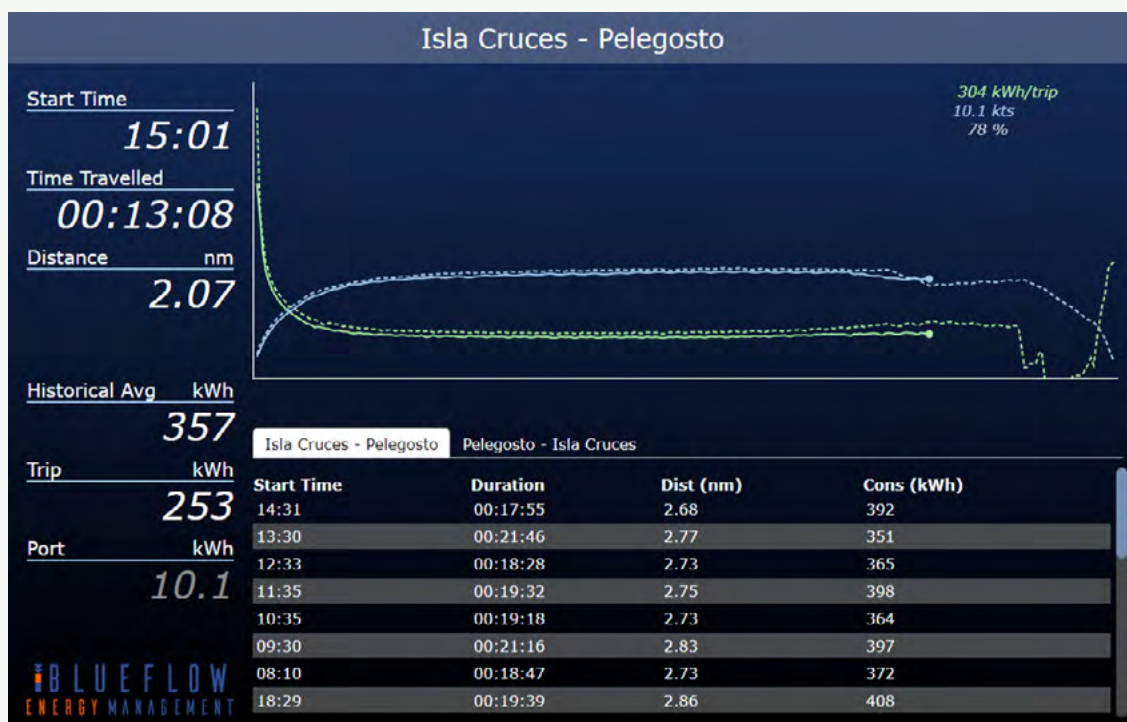 Isla Cruces - Pelegosto
Start Time
15:01
Time Travelled
00:13:08
Distance nm
2.07
Historical Avg kWh
357
Trip kWh
253
Port kWh
10.1
304 kWh/trip
10.1 kts
78 %
Isla Cruces - Pelegosto Pelegosto - Isla Cruces
Start Time Duration Dist (nm) Cons (kWh)
14:31 00:17:55 2.68 392
13:30 00:21:46 2.77 351
12:33 00:18:28 2.73 365
11:35 00:19:32 2.75 398
10:35 00:19:18 2.73 364
09:30 00:21:16 2.83 397
08:10 00:18:47 2.73 372
18:29 00:19:39 2.86 408
BLUEFLOW
ENERGY MANAGEMENT